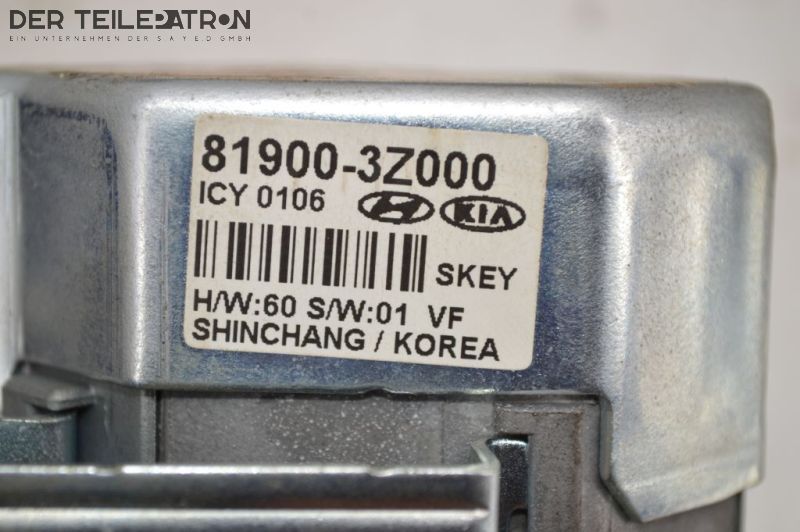 DER TEILEPATRON
EIN UNTERNEHMEN DER S A Y E D GMBH
81900-3Z000
ICY 0106 KIA
SKEY
H/W:60 S/W:01 VF
SHINCHANG / KOREA